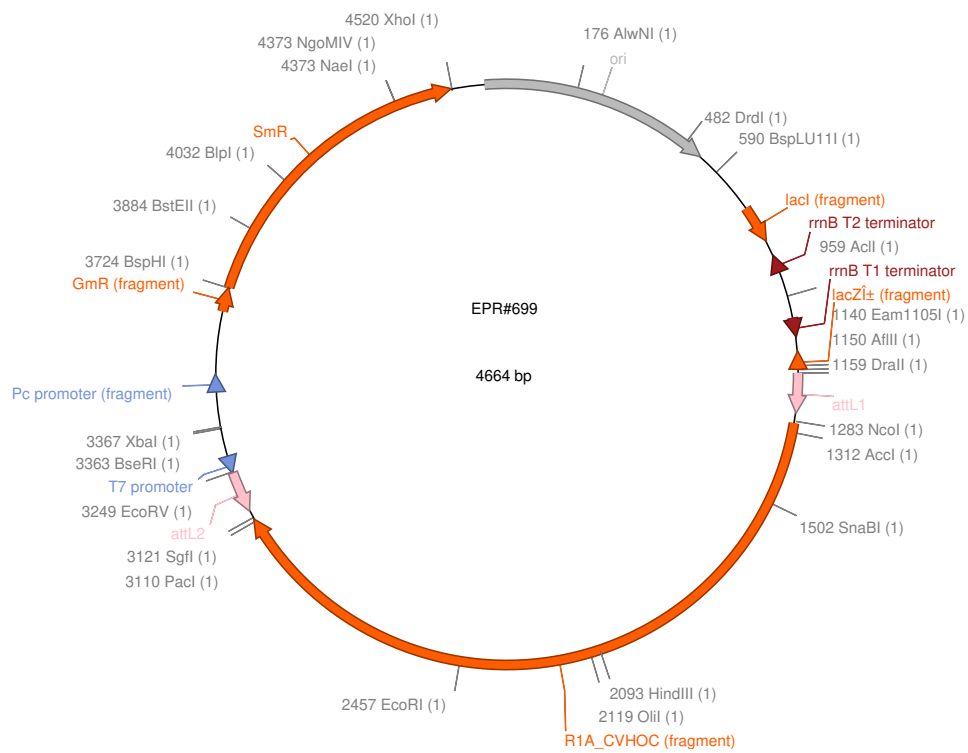 4520 XhoI (1)
4373 NgoMIV (1)
4373 NaeI (1)
176 AlwNI (1)
ori
SmR
482 DrdI (1)
590 BspLU11I (1)
4032 BlpI (1)
3884 BstEII (1)
lacI (fragment)
rrnB T2 terminator
959 AclI (1)
3724 BspHI (1)
GmR (fragment)
rrnB T1 terminator
lacZÎ± (fragment)
EPR#699
1140 Eam1105I (1)
1150 AflII (1)
1159 DraII (1)
4664 bp
Pc promoter (fragment)
attL1
1283 NcoI (1)
1312 AccI (1)
3367 XbaI (1)
3363 BseRI (1)
T7 promoter
3249 EcoRV (1)
attL2
3121 SgfI (1)
3110 PacI (1)
1502 SnaBI (1)
2457 EcoRI (1)
2093 HindIII (1)
2119 OliI (1)
R1A_CVHOC (fragment)